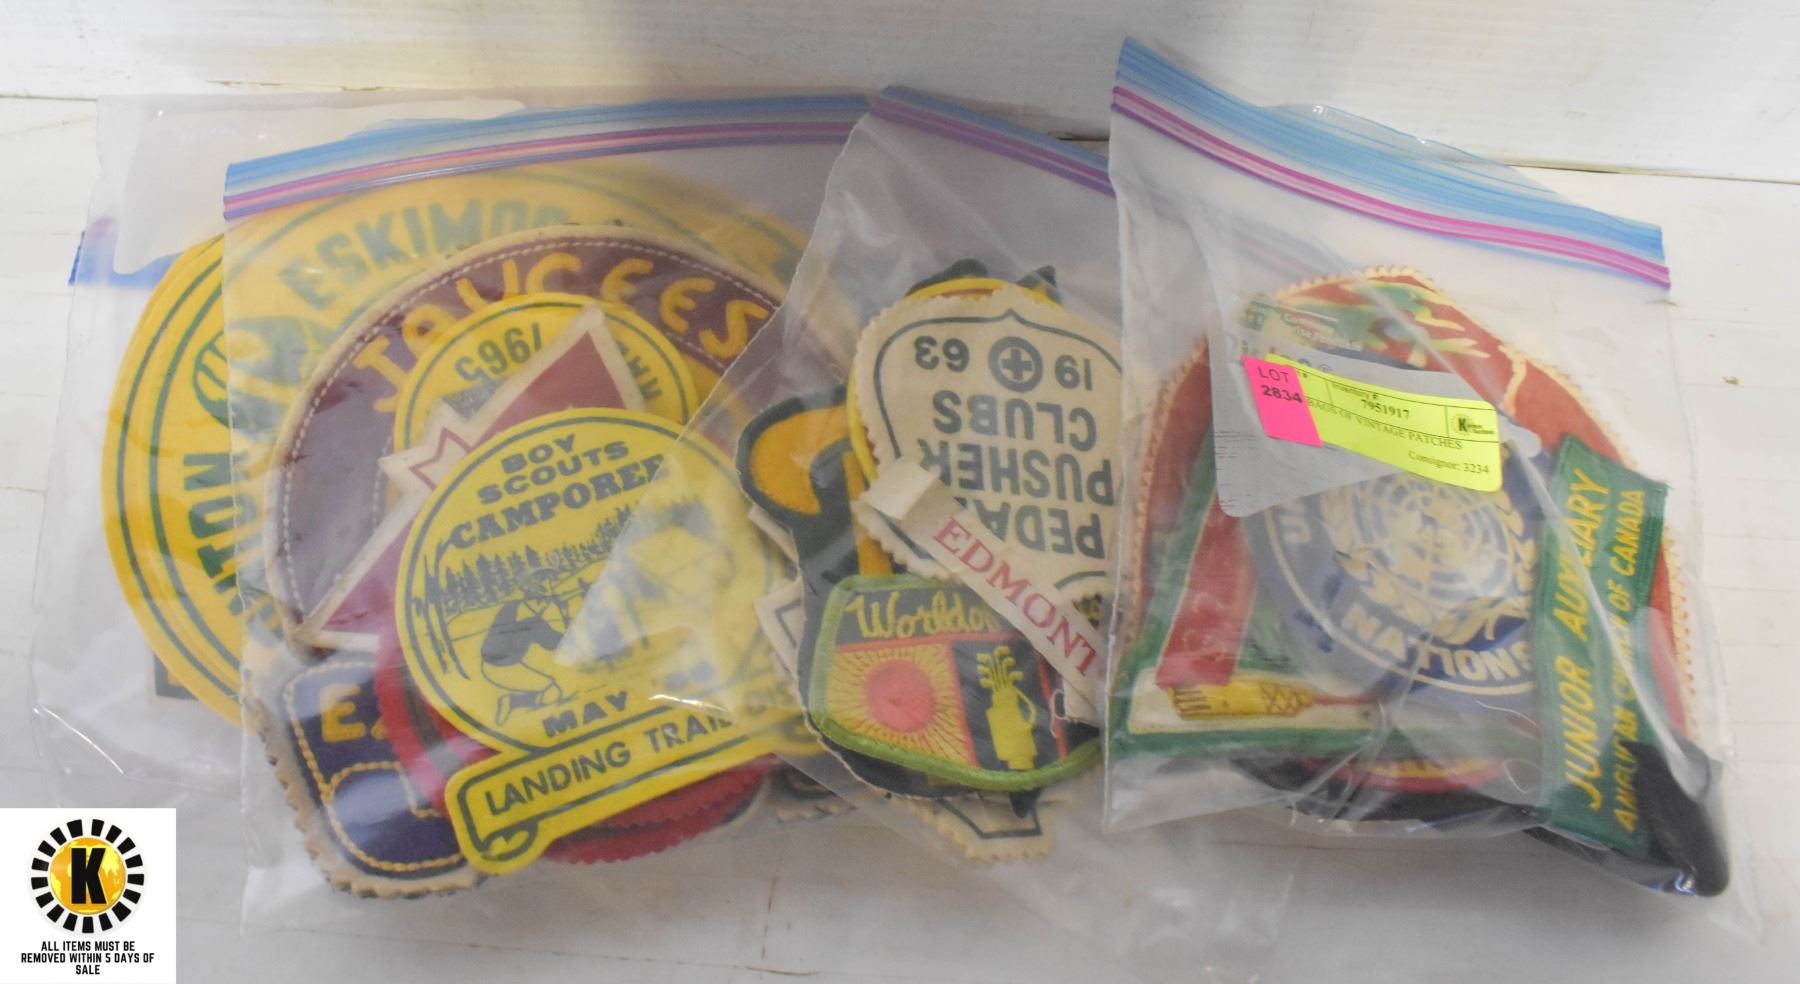 ESKIMO
JAYCEES
1965
BOY
SCOUTS
CAMPOREE
MAY
LANDING TRAIL
19 63
PUSHER
CLUBS
EDMONT
UN
NATIONS
JUNIOR AUXILIARY
ANGLICAN CHURCH OF CANADA
LOT
2834
Inventory #
7951917
BAGS OF VINTAGE PATCHES
Consignor: 3234
K
ALL ITEMS MUST BE
REMOVED WITHIN 5 DAYS OF
SALE